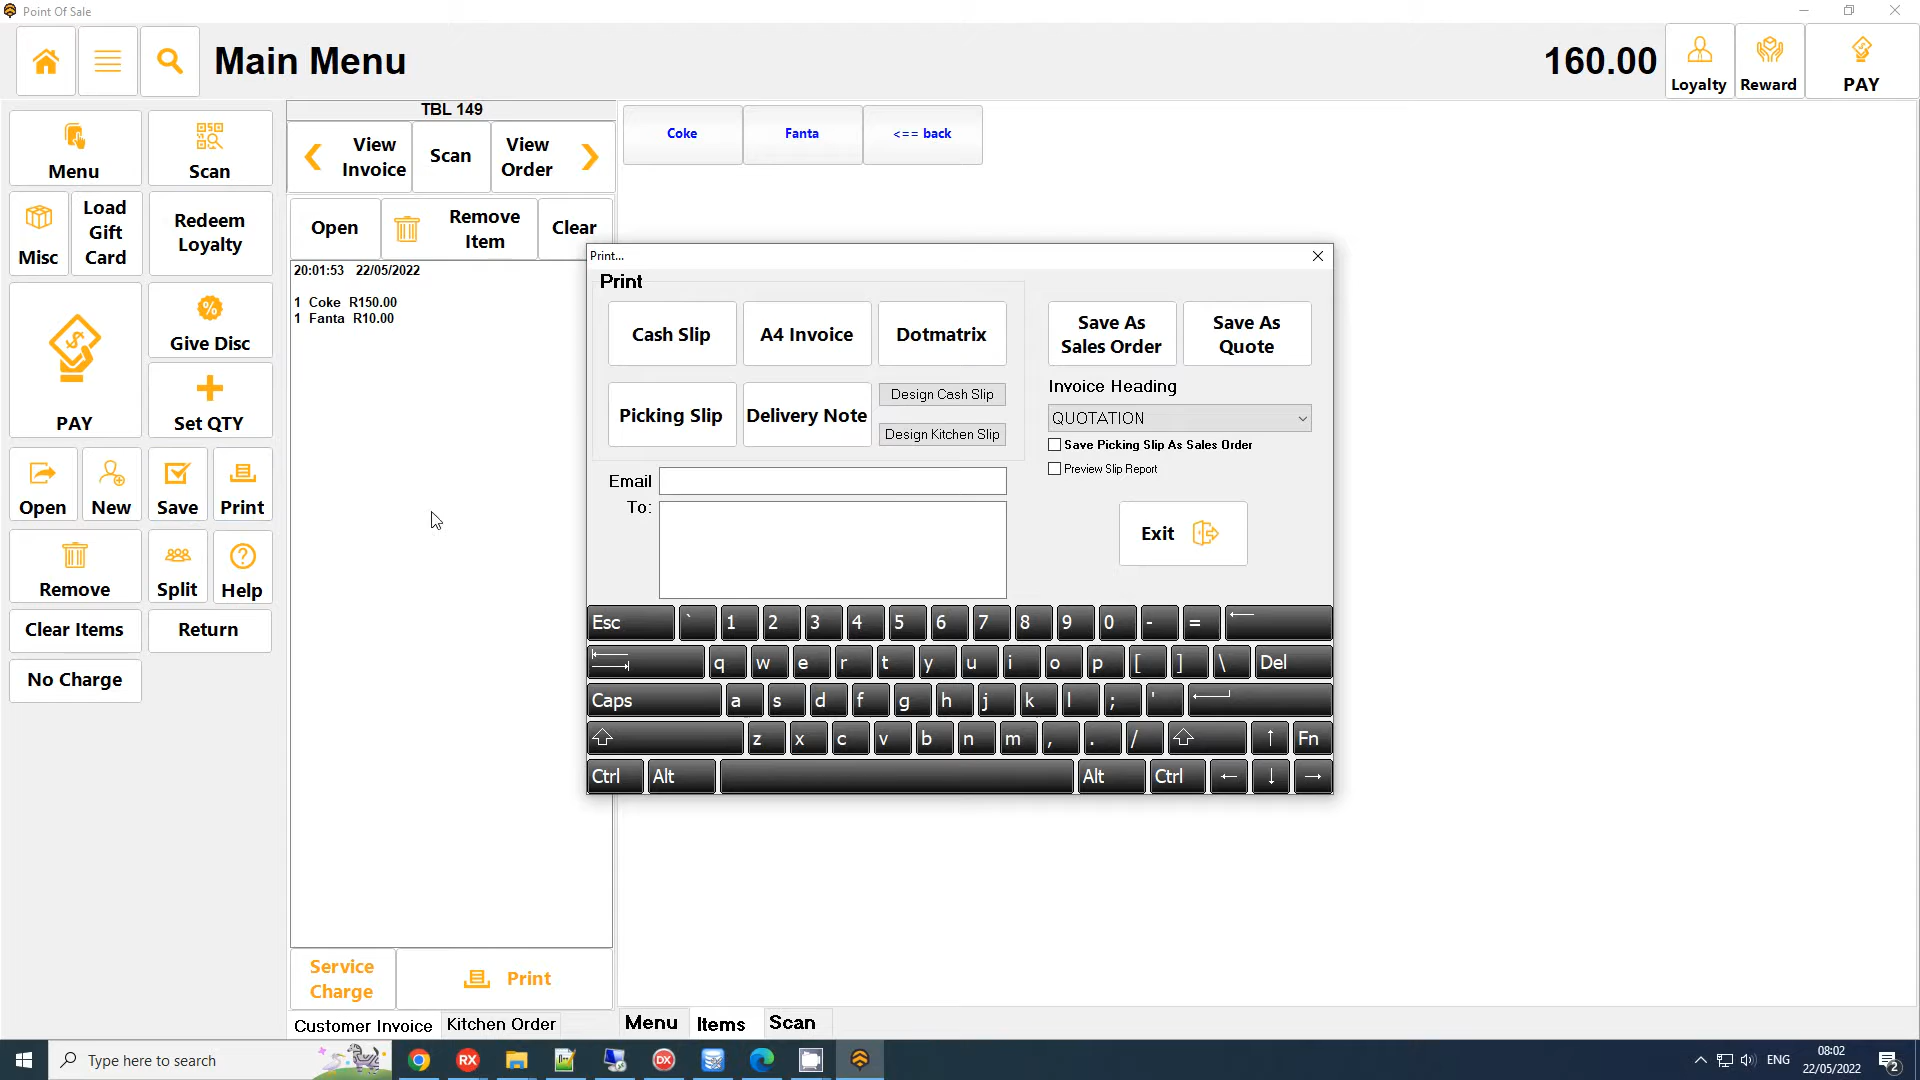 Point Of Sale
Main Menu
160.00
Loyalty
Reward
PAY
Menu
Scan
Misc
Load
Gift
Card
Redeem
Loyalty
PAY
Give Disc
Set QTY
Open
New
Save
Print
Remove
Split
Help
Clear Items
Return
No Charge
TBL 149
View
Invoice
Scan
View
Order
Open
Remove
Item
Clear
20:01:53 22/05/2022
1 Coke R150.00
1 Fanta R10.00
Service
Charge
Print
Customer Invoice
Kitchen Order
Coke
Fanta
<== back
Print...
Print
Cash Slip
A4 Invoice
Dotmatrix
Picking Slip
Delivery Note
Design Cash Slip
Design Kitchen Slip
Save As
Sales Order
Save As
Quote
Invoice Heading
QUOTATION
Save Picking Slip As Sales Order
Preview Slip Report
Email
To:
Exit
Esc ` 1 2 3 4 5 6 7 8 9 0 - =
q w e r t y u i o p [ ] \ Del
Caps a s d f g h j k l ; '
z x c v b n m , . / Fn
Ctrl Alt Alt Ctrl
Menu
Items
Scan
Type here to search
RX
DX
ENG
08:02
22/05/2022
2